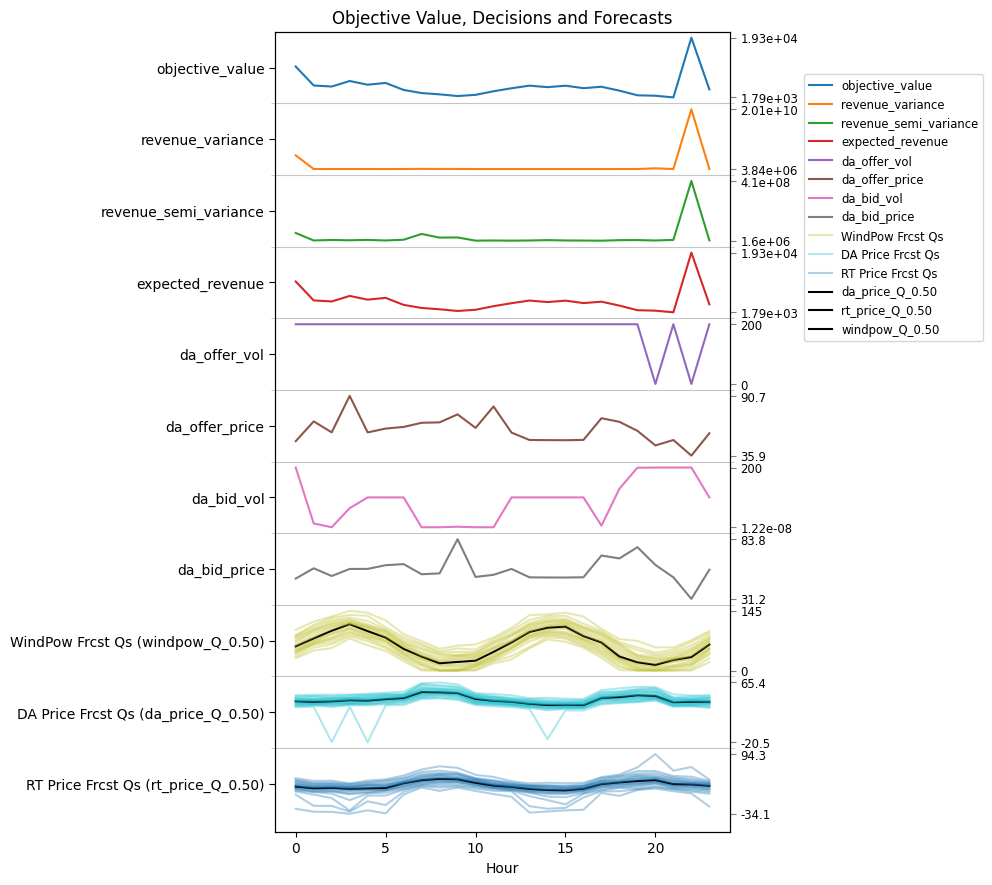 Objective Value, Decisions and Forecasts
objective_value
revenue_variance
revenue_semi_variance
expected_revenue
da_offer_vol
da_offer_price
da_bid_vol
da_bid_price
WindPow Frcst Qs (windpow_Q_0.50)
DA Price Frcst Qs (da_price_Q_0.50)
RT Price Frcst Qs (rt_price_Q_0.50)
1.93e+04
1.79e+03
2.01e+10
3.84e+06
4.1e+08
1.6e+06
1.93e+04
1.79e+03
200
0
90.7
35.9
200
1.22e-08
83.8
31.2
145
0
65.4
-20.5
94.3
-34.1
0 5 10 15 20
Hour
objective_value
revenue_variance
revenue_semi_variance
expected_revenue
da_offer_vol
da_offer_price
da_bid_vol
da_bid_price
WindPow Frcst Qs
DA Price Frcst Qs
RT Price Frcst Qs
da_price_Q_0.50
rt_price_Q_0.50
windpow_Q_0.50